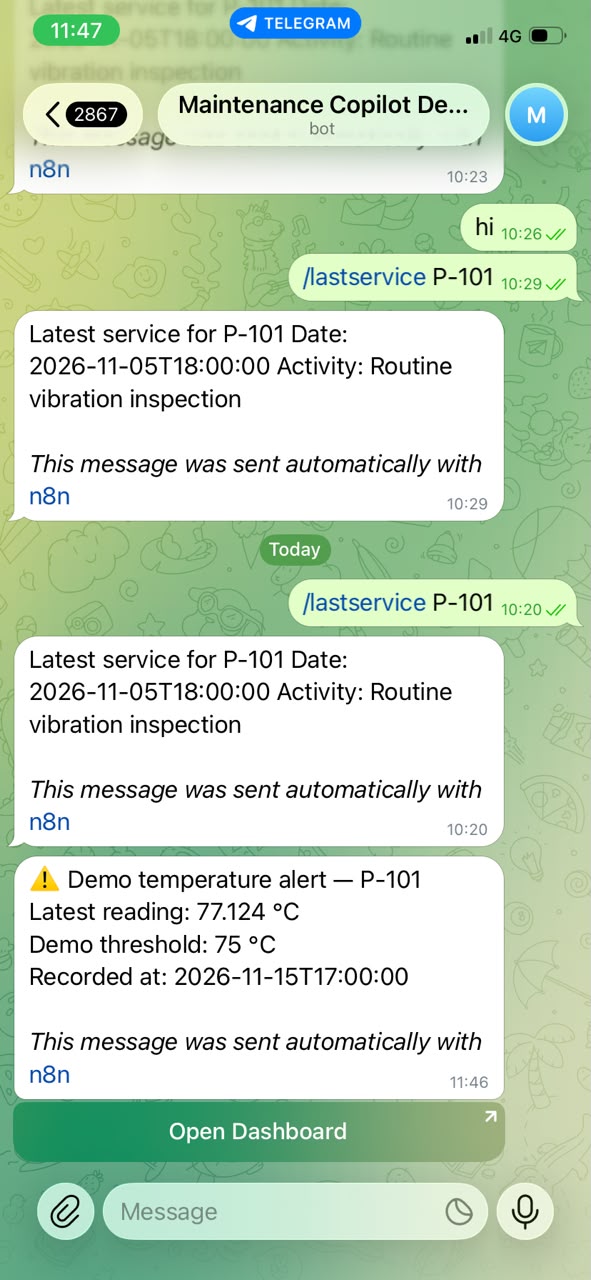 11:47
TELEGRAM
4G
vibration inspection
2867
Maintenance Copilot De...
bot
M
n8n
10:23
hi 10:26
/lastservice P-101 10:29
Latest service for P-101 Date:
2026-11-05T18:00:00 Activity: Routine
vibration inspection
This message was sent automatically with
n8n
10:29
Today
/lastservice P-101 10:20
Latest service for P-101 Date:
2026-11-05T18:00:00 Activity: Routine
vibration inspection
This message was sent automatically with
n8n
10:20
⚠️ Demo temperature alert — P-101
Latest reading: 77.124 °C
Demo threshold: 75 °C
Recorded at: 2026-11-15T17:00:00
This message was sent automatically with
n8n
11:46
Open Dashboard
Message